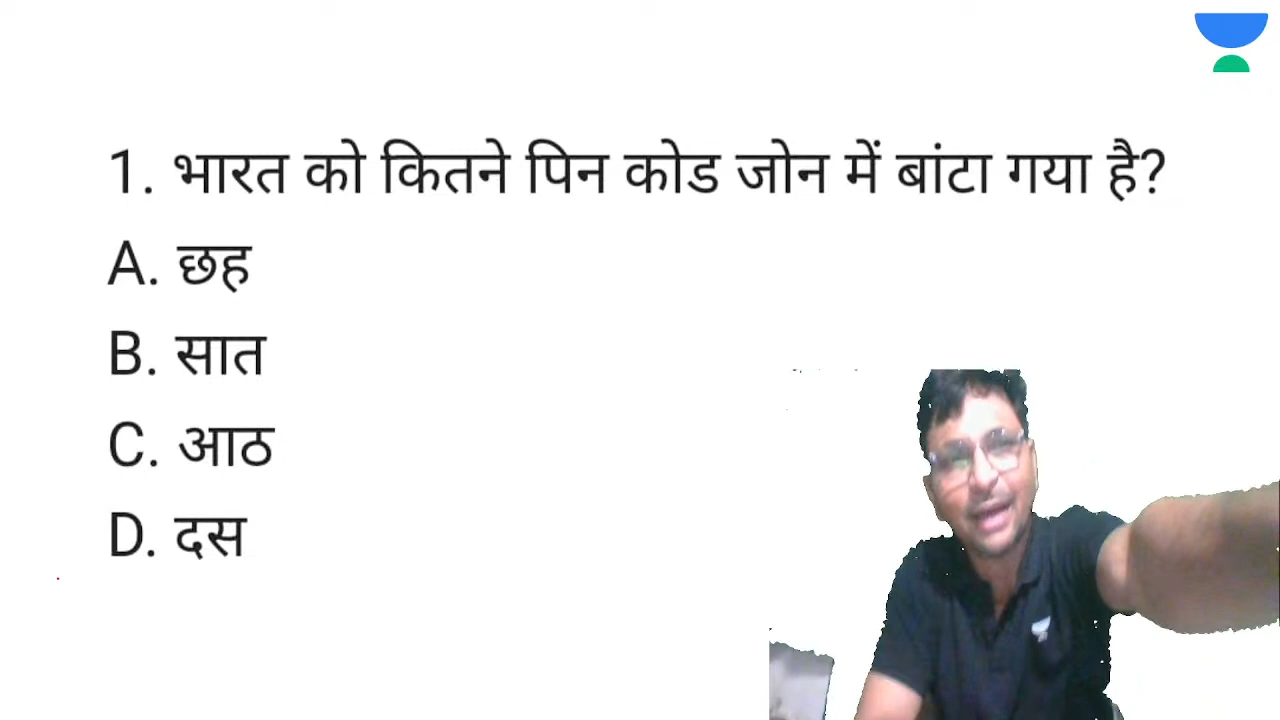 1. भारत को कितने पिन कोड जोन में बांटा गया है?
A. छह
B. सात
C. आठ
D. दस